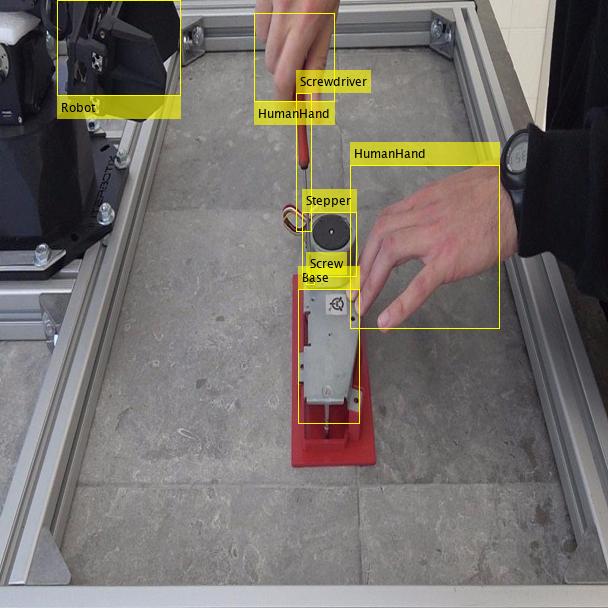 Robot
Screwdriver
HumanHand
HumanHand
Stepper
Screw
Base